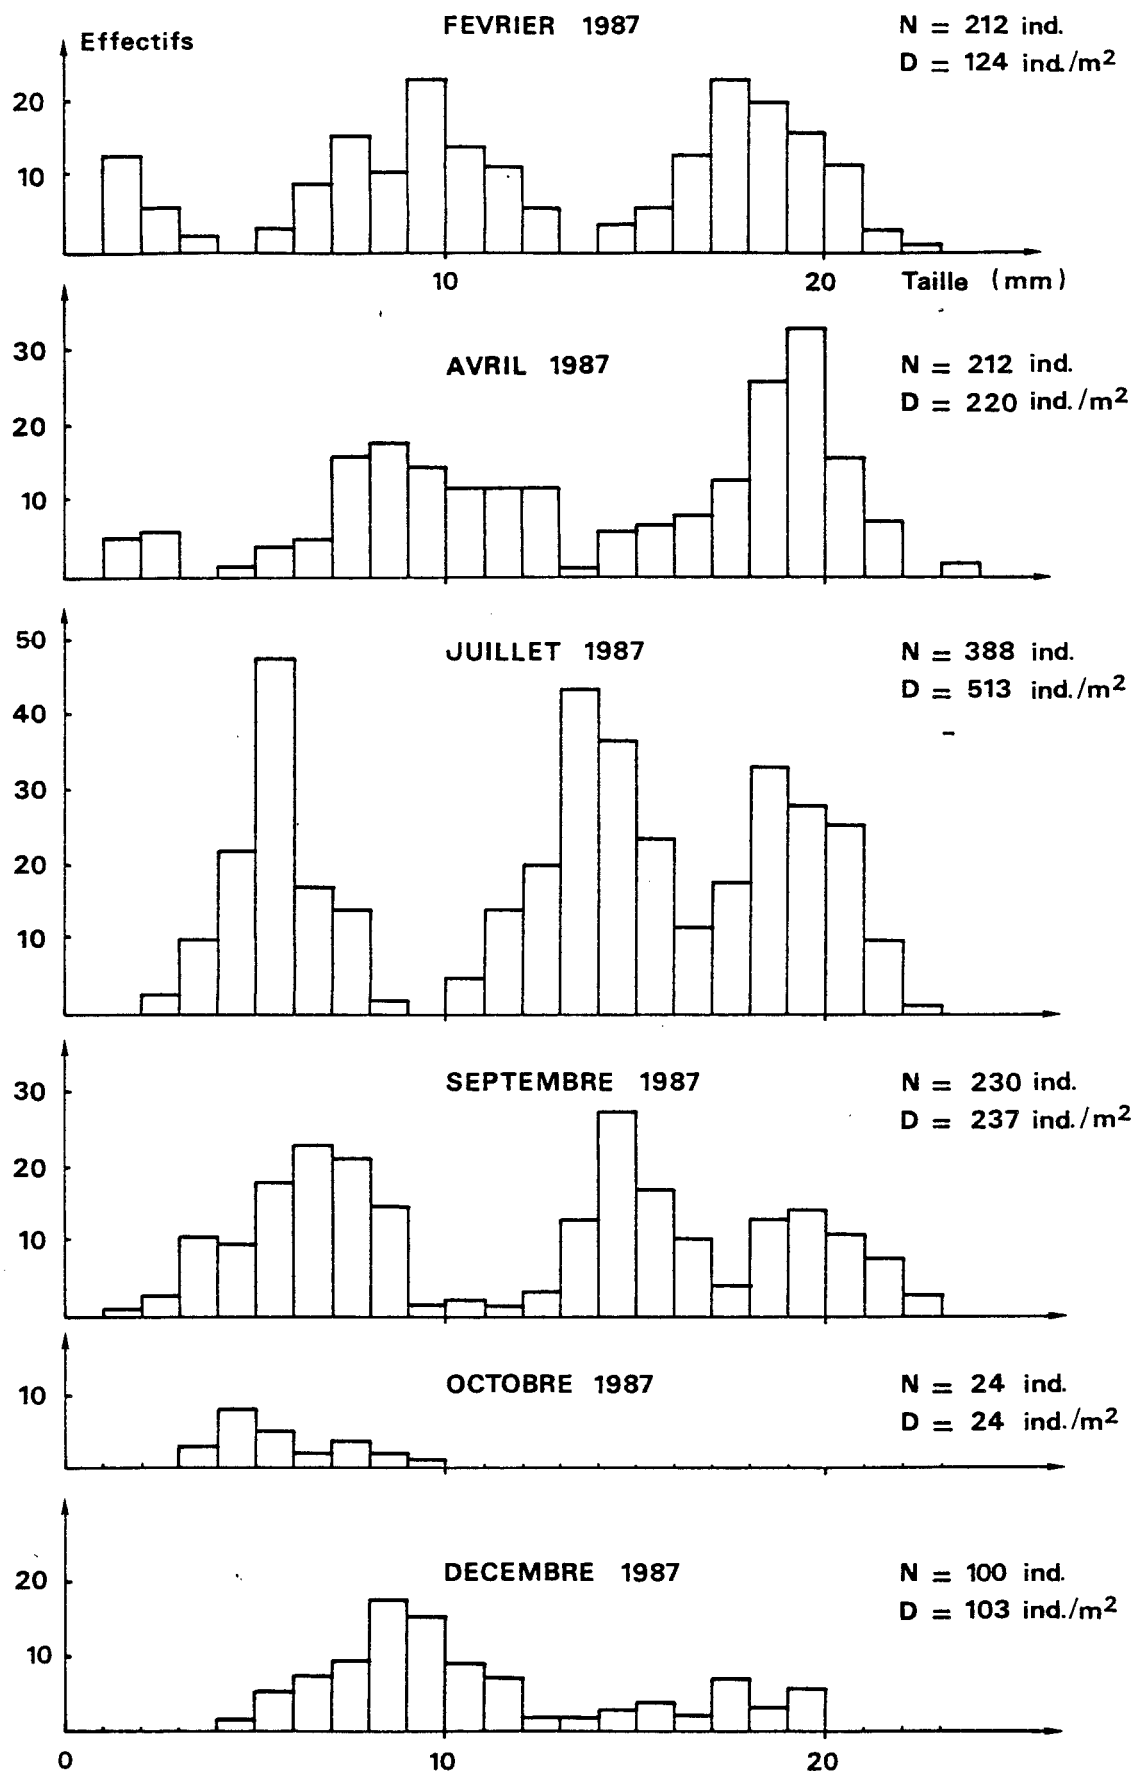 FEVRIER 1987
N = 212 ind.
Effectifs
D = 124 ind./m2
20
10
10
20
Taille (mm)
30
AVRIL 1987
N = 212 ind.
D = 220 ind./m2
20
10
50
JUILLET 1987
N = 388 ind.
D = 513 ind./m2
40
30
20
10
30
SEPTEMBRE 1987
N = 230 ind.
D = 237 ind./m2
20
10
10
OCTOBRE 1987
N = 24 ind.
D = 24 ind./m2
20
DECEMBRE 1987
N = 100 ind.
D = 103 ind./m2
10
0
10
20